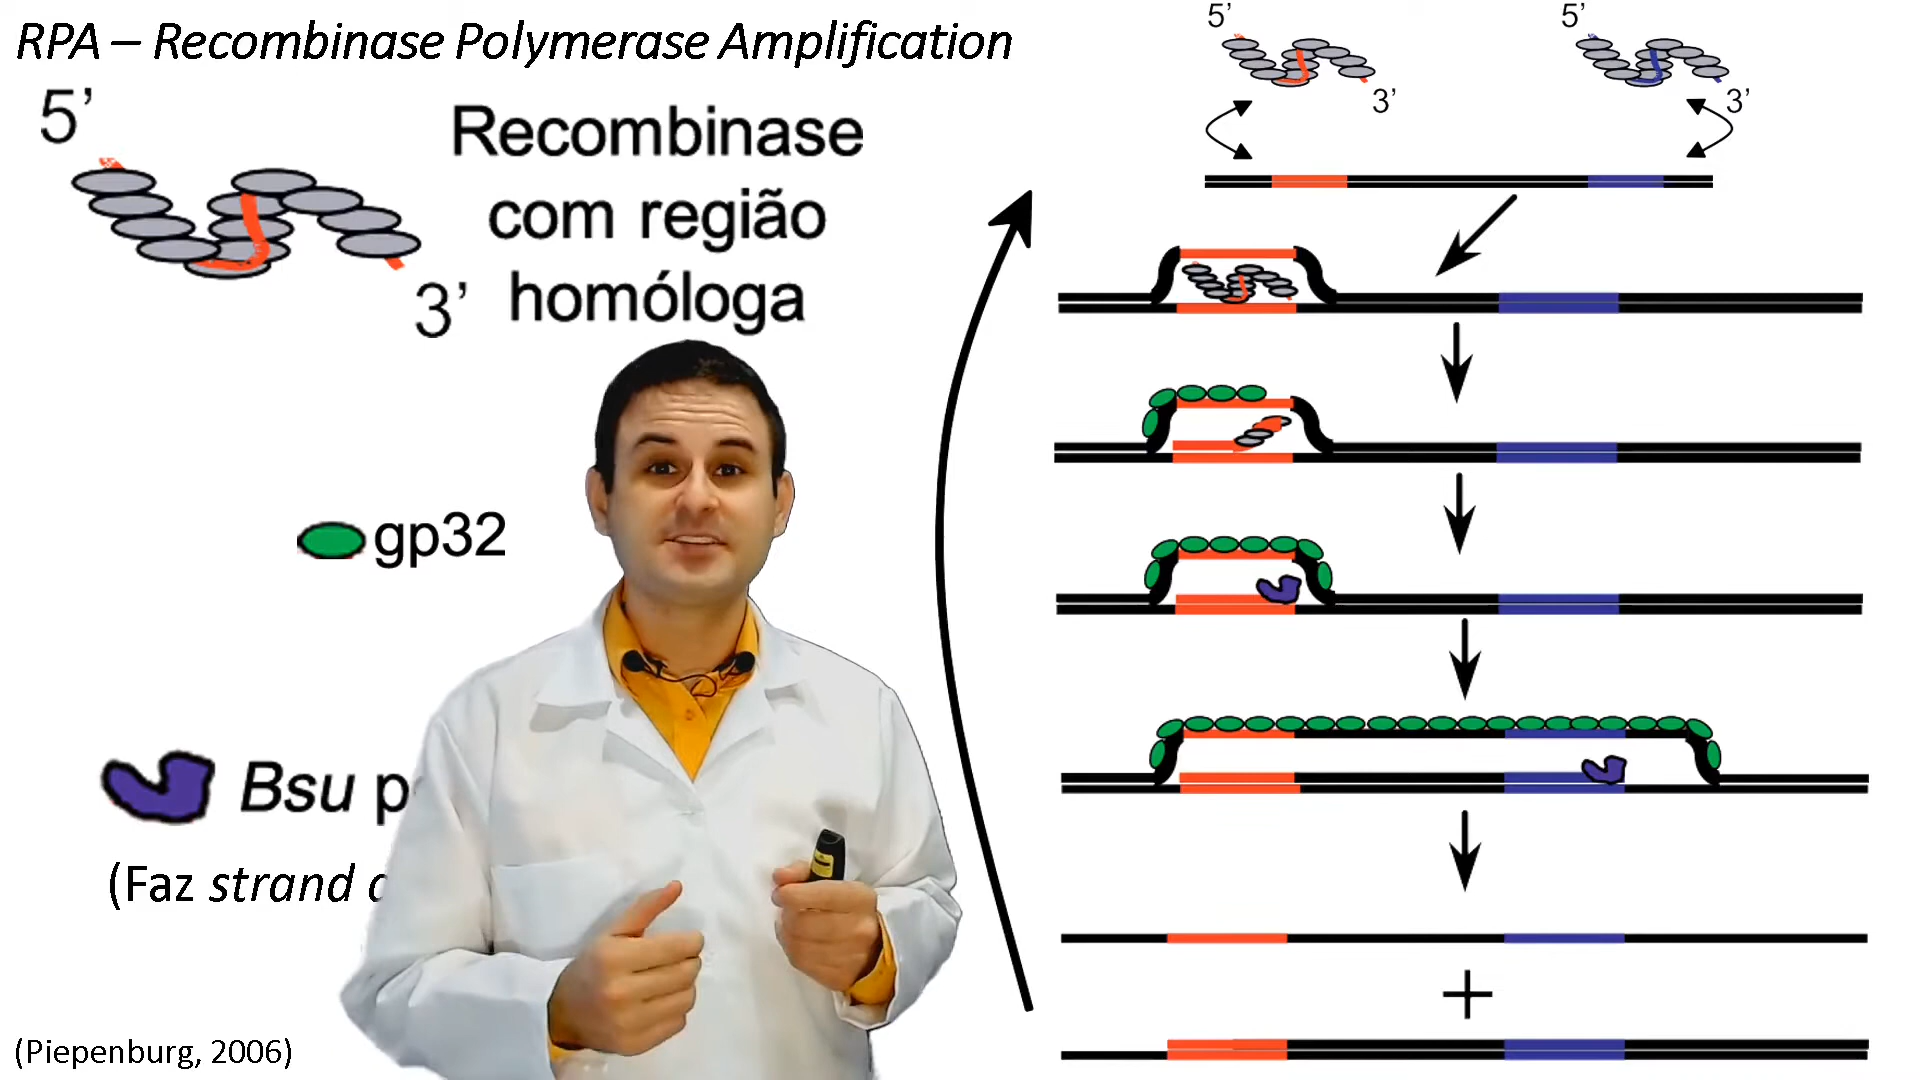 RPA – Recombinase Polymerase Amplification
5’
Recombinase
com região
3’ homóloga
gp32
Bsu
(Faz strand
(Piepenburg, 2006)
5’
5’
3’
3’
+